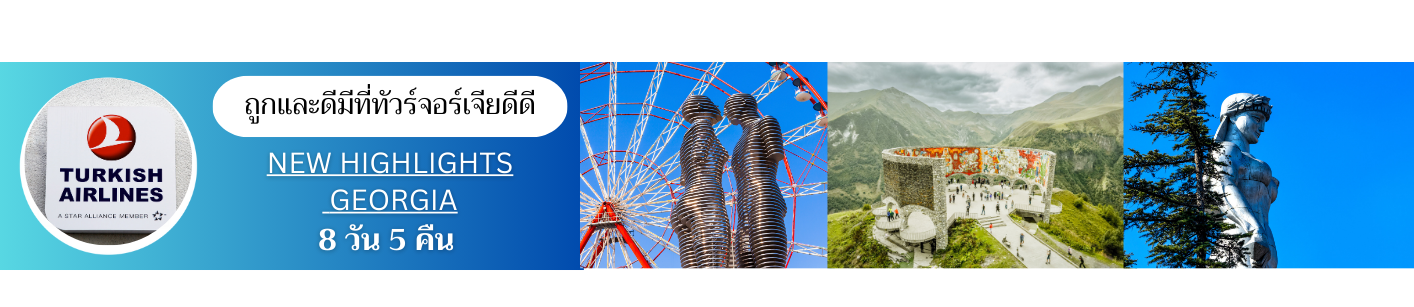 TURKISH
AIRLINES
A STAR ALLIANCE MEMBER
ถูกและดีมีที่ทัวร์จอร์เจียดีดี
NEW HIGHLIGHTS
GEORGIA
8 วัน 5 คืน